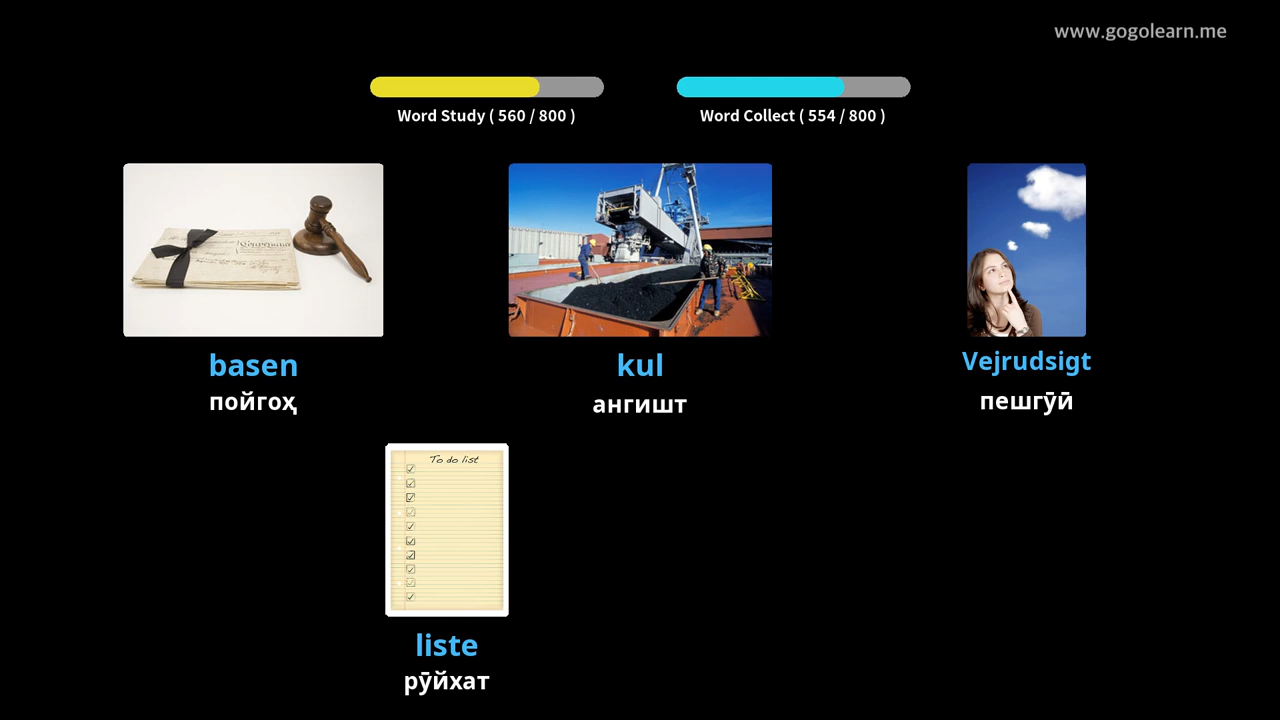 www.gogolearn.me
Word Study ( 560 / 800 )
Word Collect ( 554 / 800 )
basen
пойгоҳ
kul
ангишт
Vejrudsigt
пешгӯӣ
To do list
liste
рӯйхат